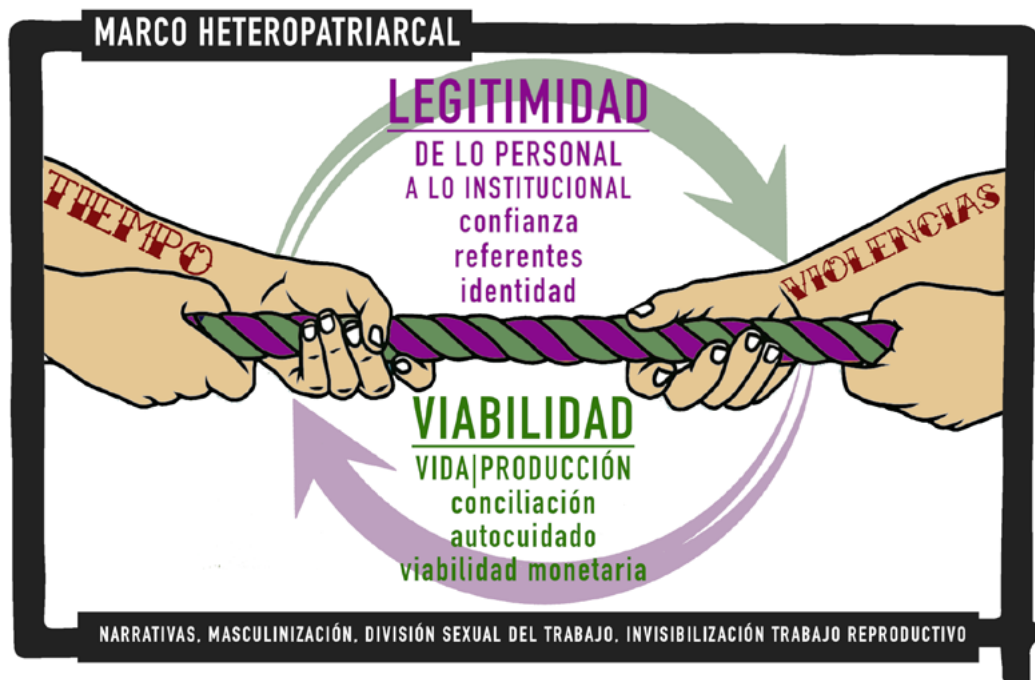 MARCO HETEROPATRIARCAL
LEGITIMIDAD
DE LO PERSONAL
A LO INSTITUCIONAL
confianza
referentes
identidad
TIEMPO
VIOLENCIAS
VIABILIDAD
VIDA|PRODUCCIÓN
conciliación
autocuidado
viabilidad monetaria
NARRATIVAS, MASCULINIZACIÓN, DIVISIÓN SEXUAL DEL TRABAJO, INVISIBILIZACIÓN TRABAJO REPRODUCTIVO